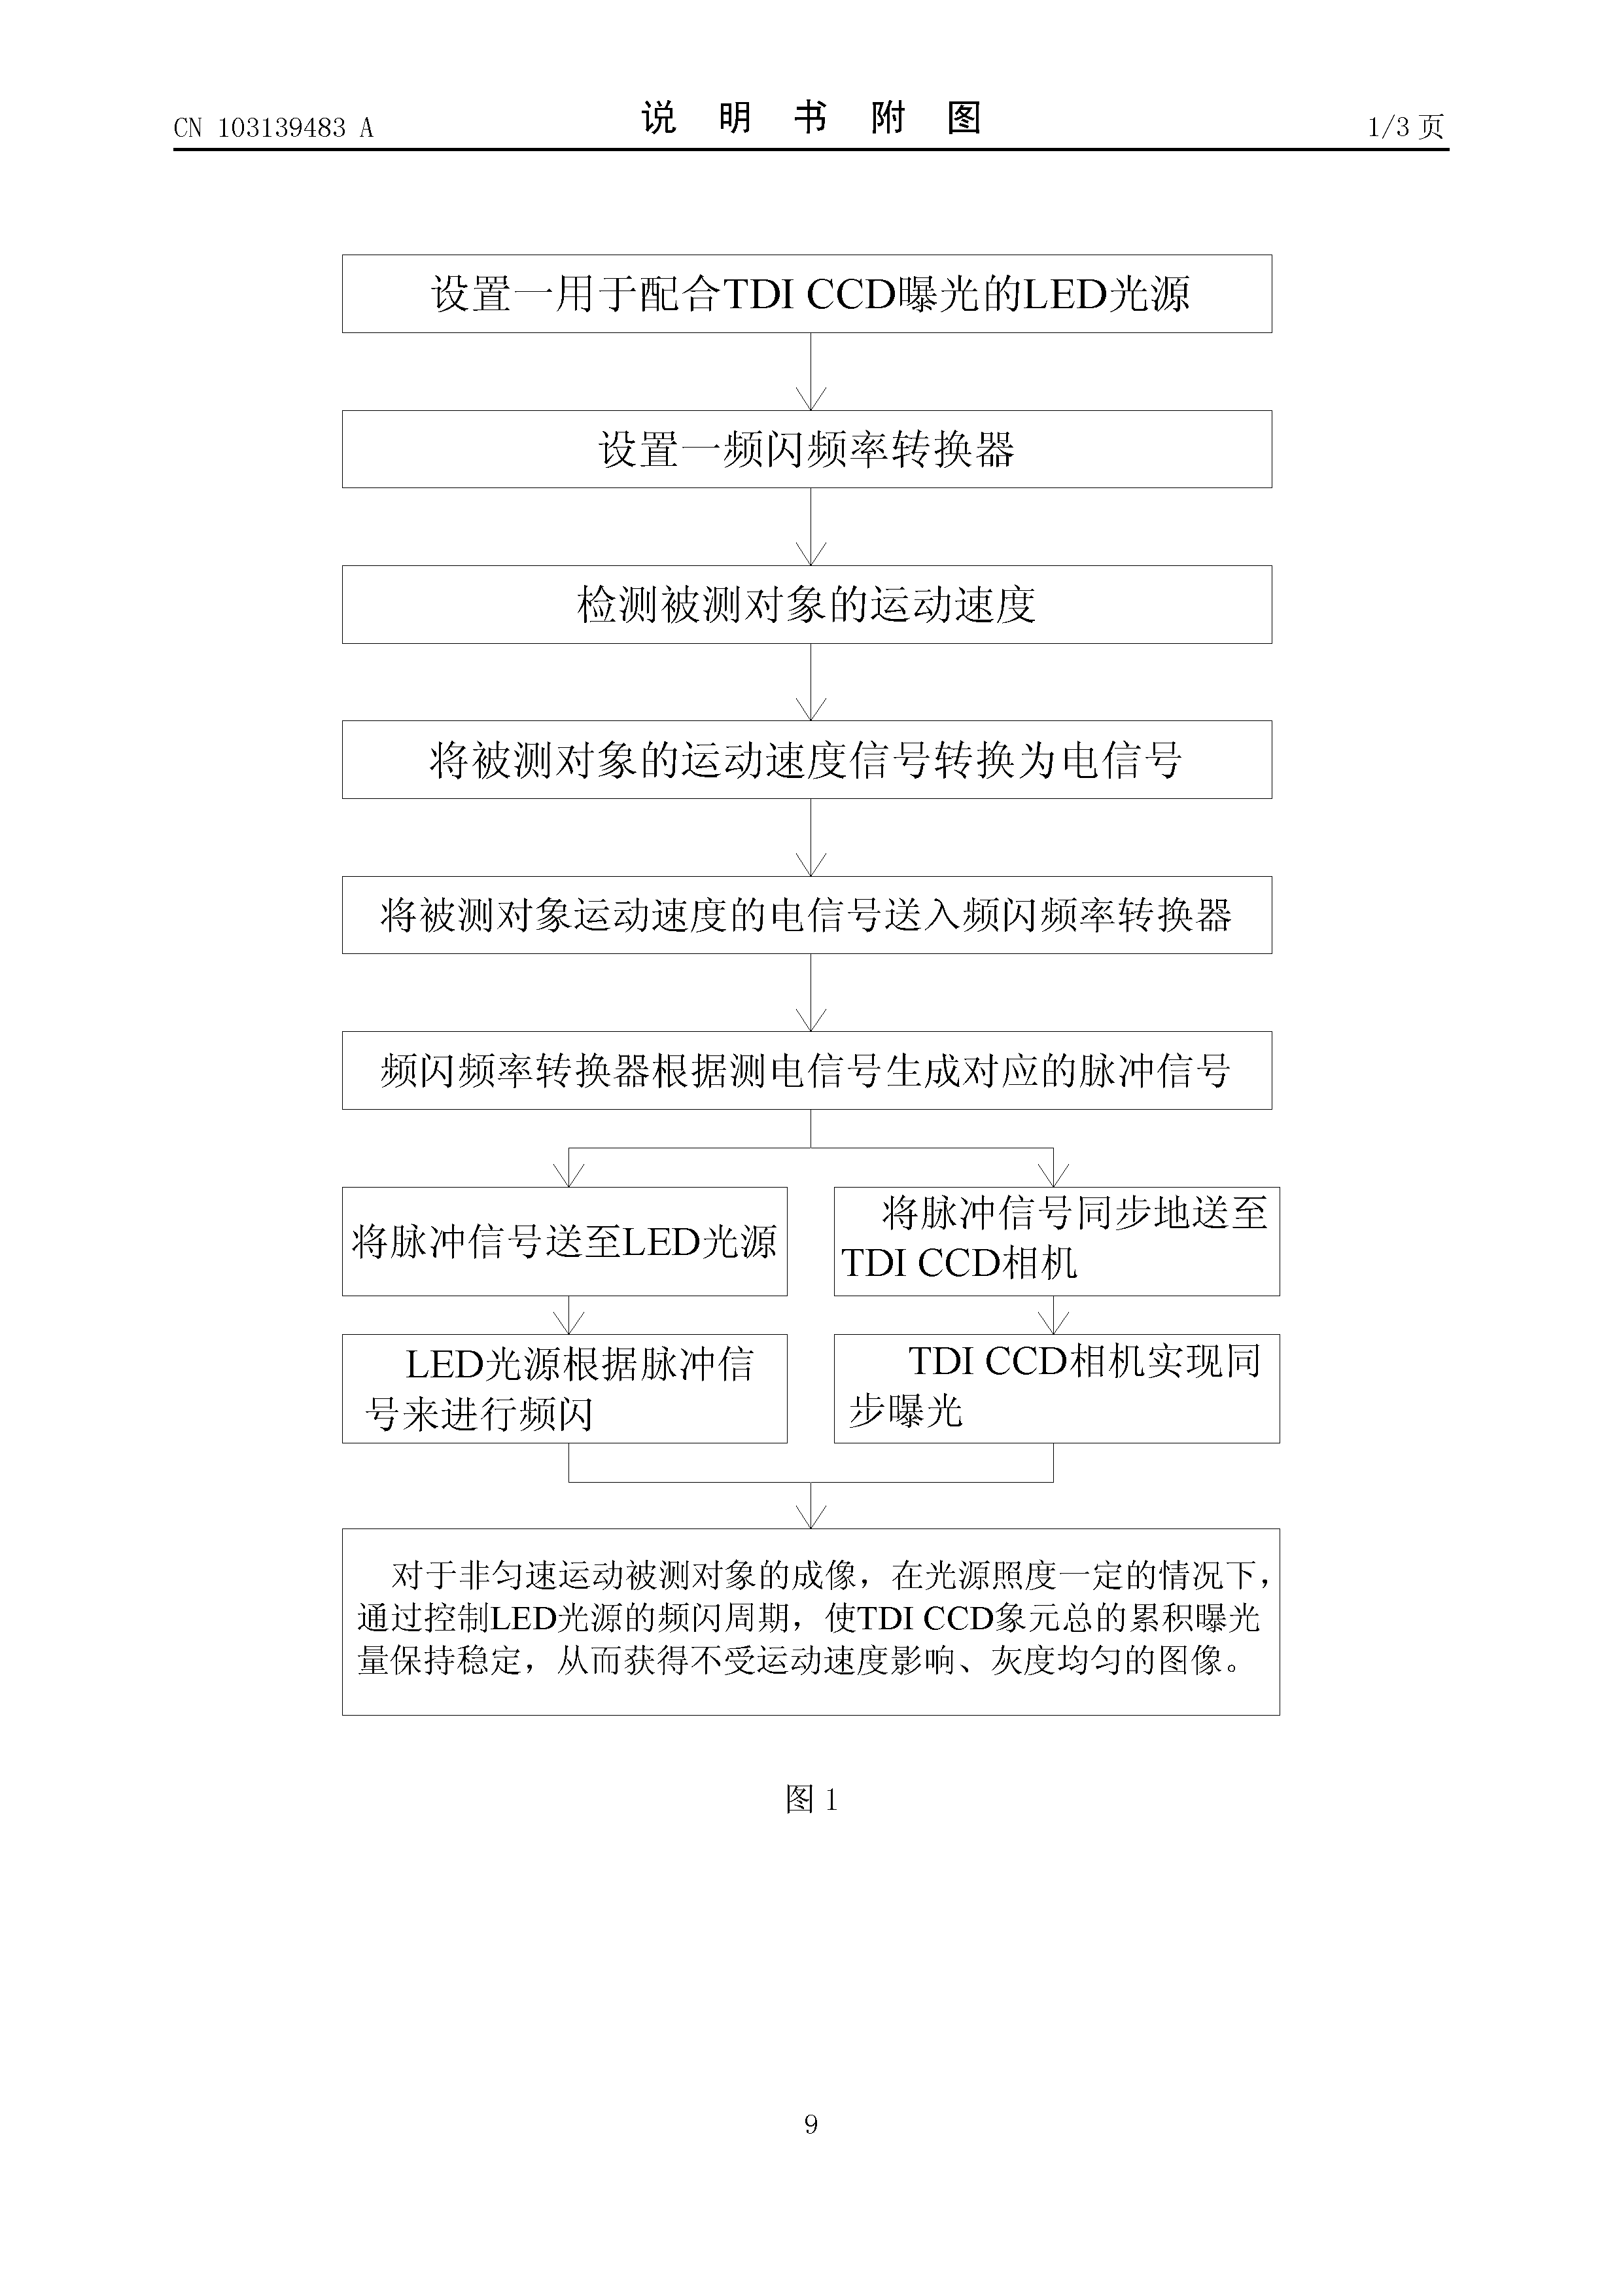 CN 103139483 A
说 明 书 附 图
1/3 页
设置一用于配合TDI CCD曝光的LED光源
设置一频闪频率转换器
检测被测对象的运动速度
将被测对象的运动速度信号转换为电信号
将被测对象运动速度的电信号送入频闪频率转换器
频闪频率转换器根据测电信号生成对应的脉冲信号
将脉冲信号送至LED光源
将脉冲信号同步地送至
TDI CCD相机
LED光源根据脉冲信
号来进行频闪
TDI CCD相机实现同
步曝光
对于非匀速运动被测对象的成像，在光源照度一定的情况下，
通过控制LED光源的频闪周期，使TDI CCD象元总的累积曝光
量保持稳定，从而获得不受运动速度影响、灰度均匀的图像。
图 1
9